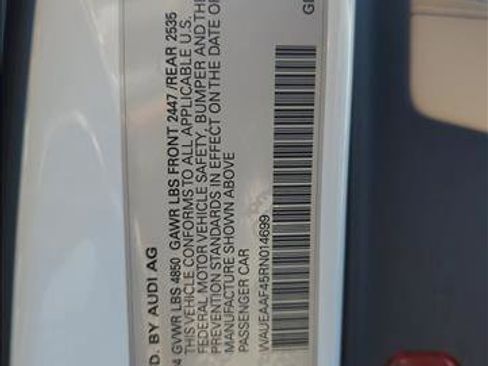 D. BY AUDI AG
4 GVWR LBS 4850 GAWR LBS FRONT 2447 /REAR 2535
THIS VEHICLE CONFORMS TO ALL APPLICABLE U.S.
FEDERAL MOTOR VEHICLE SAFETY, BUMPER AND THE
PREVENTION STANDARDS IN EFFECT ON THE DATE OF
MANUFACTURE SHOWN ABOVE
PASSENGER CAR
WAUEAAF45RN014699